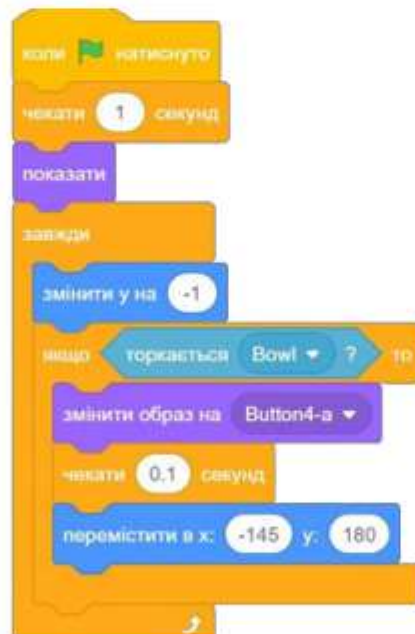 коли натиснуто
чекати 1 секунд
показати
завжди
змінити y на -1
якщо торкається Bowl ? то
змінити образ на Button4-a
чекати 0.1 секунд
перемістити в x: -145 y: 180